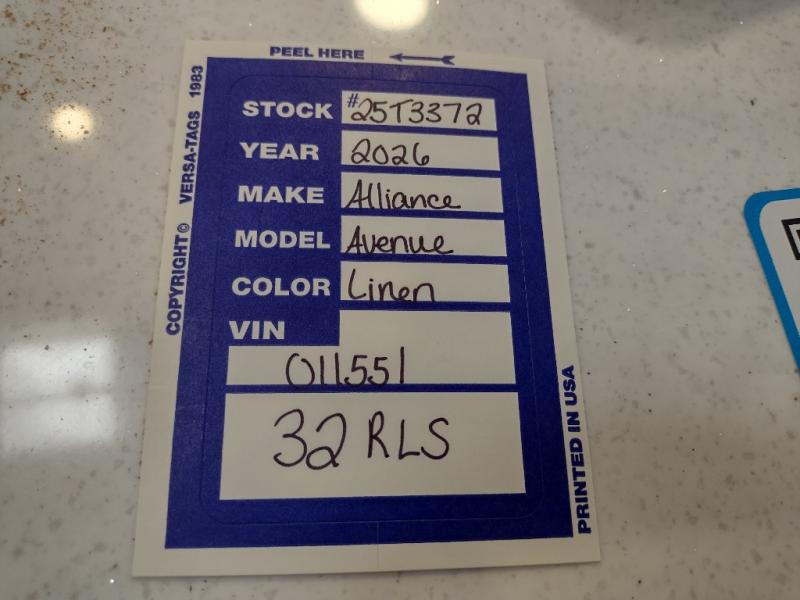 PEEL HERE
COPYRIGHT© VERSA-TAGS 1983
STOCK #25T3372
YEAR 2026
MAKE Alliance
MODEL Avenue
COLOR Linen
VIN
011551
32 RLS
PRINTED IN USA